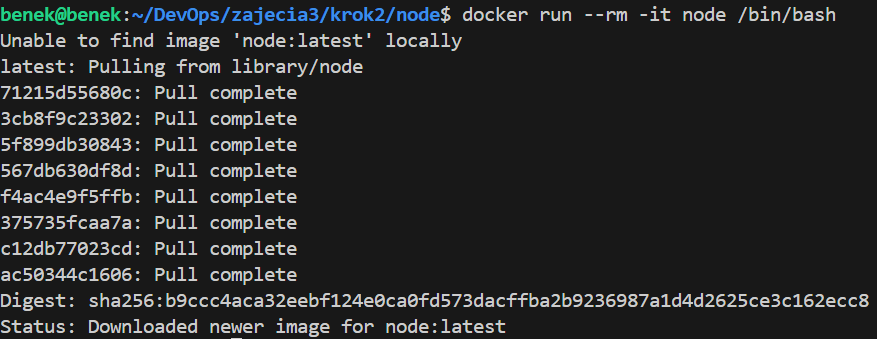 benek@benek:~/DevOps/zajecia3/krok2/node$ docker run --rm -it node /bin/bash
Unable to find image 'node:latest' locally
latest: Pulling from library/node
71215d55680c: Pull complete
3cb8f9c23302: Pull complete
5f899db30843: Pull complete
567db630df8d: Pull complete
f4ac4e9f5ffb: Pull complete
375735fcaa7a: Pull complete
c12db77023cd: Pull complete
ac50344c1606: Pull complete
Digest: sha256:b9ccc4aca32eebf124e0ca0fd573dacffba2b9236987a1d4d2625ce3c162ecc8
Status: Downloaded newer image for node:latest